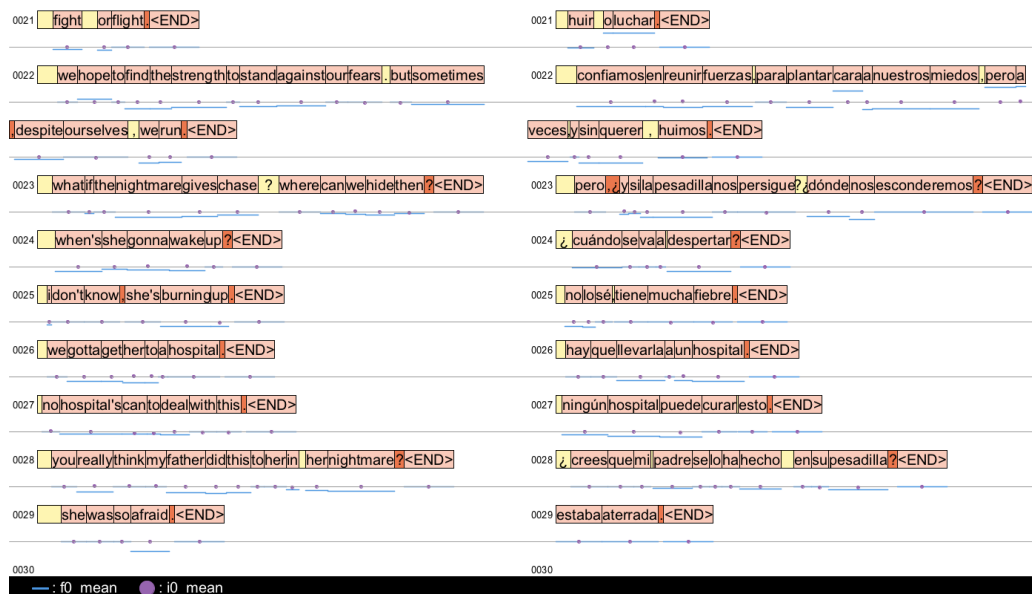 0021 fight or flight . <END>
0022 we hope to find the strength to stand against our fears . but sometimes
, despite ourselves , we run . <END>
0023 what if the nightmare gives chase ? where can we hide then ? <END>
0024 when's she gonna wake up ? <END>
0025 i don't know , she's burning up . <END>
0026 we gotta get her to a hospital . <END>
0027 no hospital's can to deal with this . <END>
0028 you really think my father did this to her in her nightmare ? <END>
0029 she was so afraid . <END>
0030
0021 huir o luchar . <END>
0022 confiamos en reunir fuerzas , para plantar cara a nuestros miedos , pero a
veces , y sin querer , huimos . <END>
0023 pero , ¿ y si la pesadilla nos persigue ? ¿ dónde nos esconderemos ? <END>
0024 ¿ cuándo se va a despertar ? <END>
0025 no lo sé , tiene mucha fiebre . <END>
0026 hay que llevarla a un hospital . <END>
0027 ningún hospital puede curar esto . <END>
0028 ¿ crees que mi padre se lo ha hecho en su pesadilla ? <END>
0029 estaba aterrada . <END>
0030
: f0 mean : i0 mean